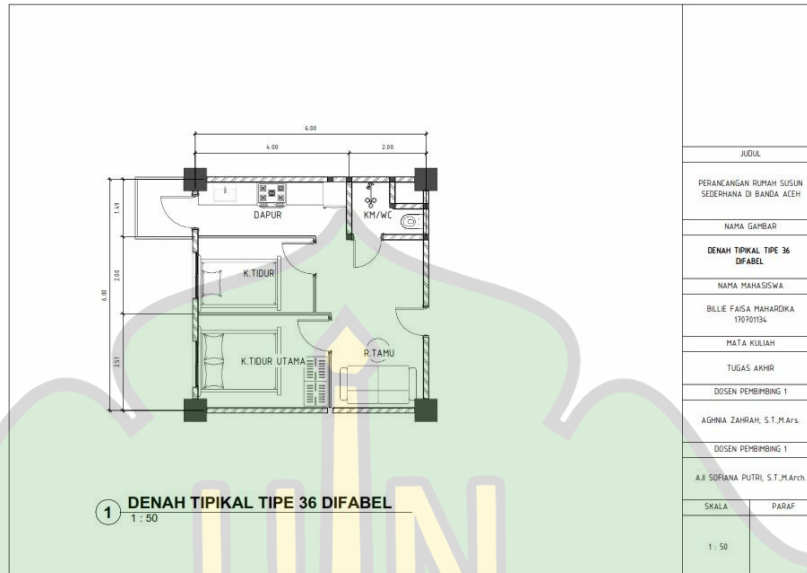 6.00
4.00
2.00
1.49
2.00
2.51
6.00
DAPUR
KM/WC
K.TIDUR
K.TIDUR UTAMA
R.TAMU
1
DENAH TIPIKAL TIPE 36 DIFABEL
1 : 50
JUDUL
PERANCANGAN RUMAH SUSUN
SEDERHANA DI BANDA ACEH
NAMA GAMBAR
DENAH TIPIKAL TIPE 36
DIFABEL
NAMA MAHASISWA
BILLIE FAISA MAHARDIKA
170701134
MATA KULIAH
TUGAS AKHIR
DOSEN PEMBIMBING 1
AGHNIA ZAHRAH, S.T.,M.Ars.
DOSEN PEMBIMBING 1
AJI SOFIANA PUTRI, S.T.,M.Arch.
SKALA
PARAF
1 : 50
UIN